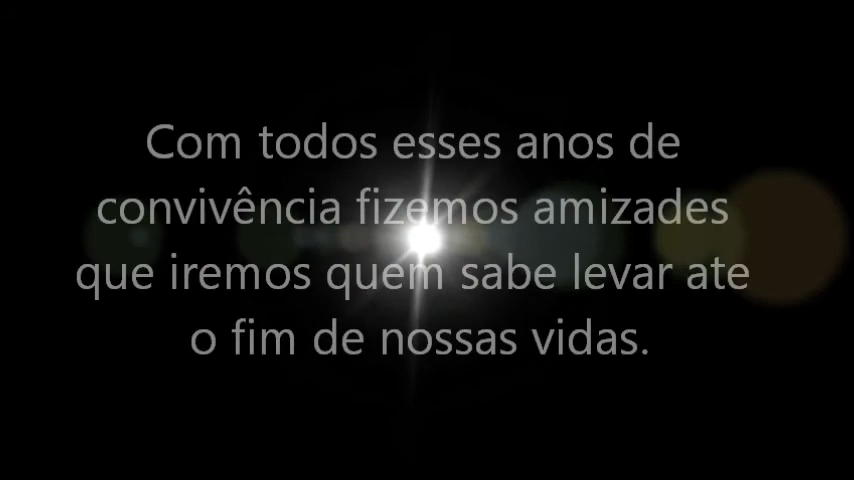 Com todos esses anos de
convivência fizemos amizades
que iremos quem sabe levar ate
o fim de nossas vidas.